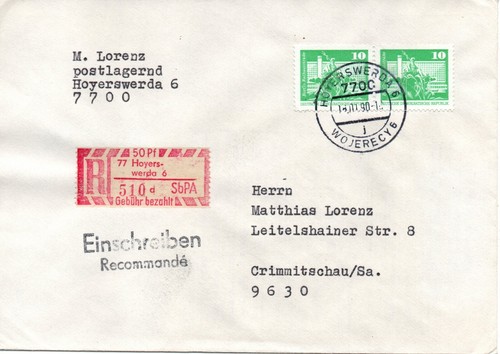 M. Lorenz
postlagernd
Hoyerswerda 6
7700
10
10
HOYERSWERDA 6
7700
WOJERECY 6
50 Pf
R
77 Hoyers-
werda 6
510 d
SbPA
Gebühr bezahlt
Einschreiben
Recommandé
Herrn
Matthias Lorenz
Leitelshainer Str. 8
Crimmitschau/Sa.
9630